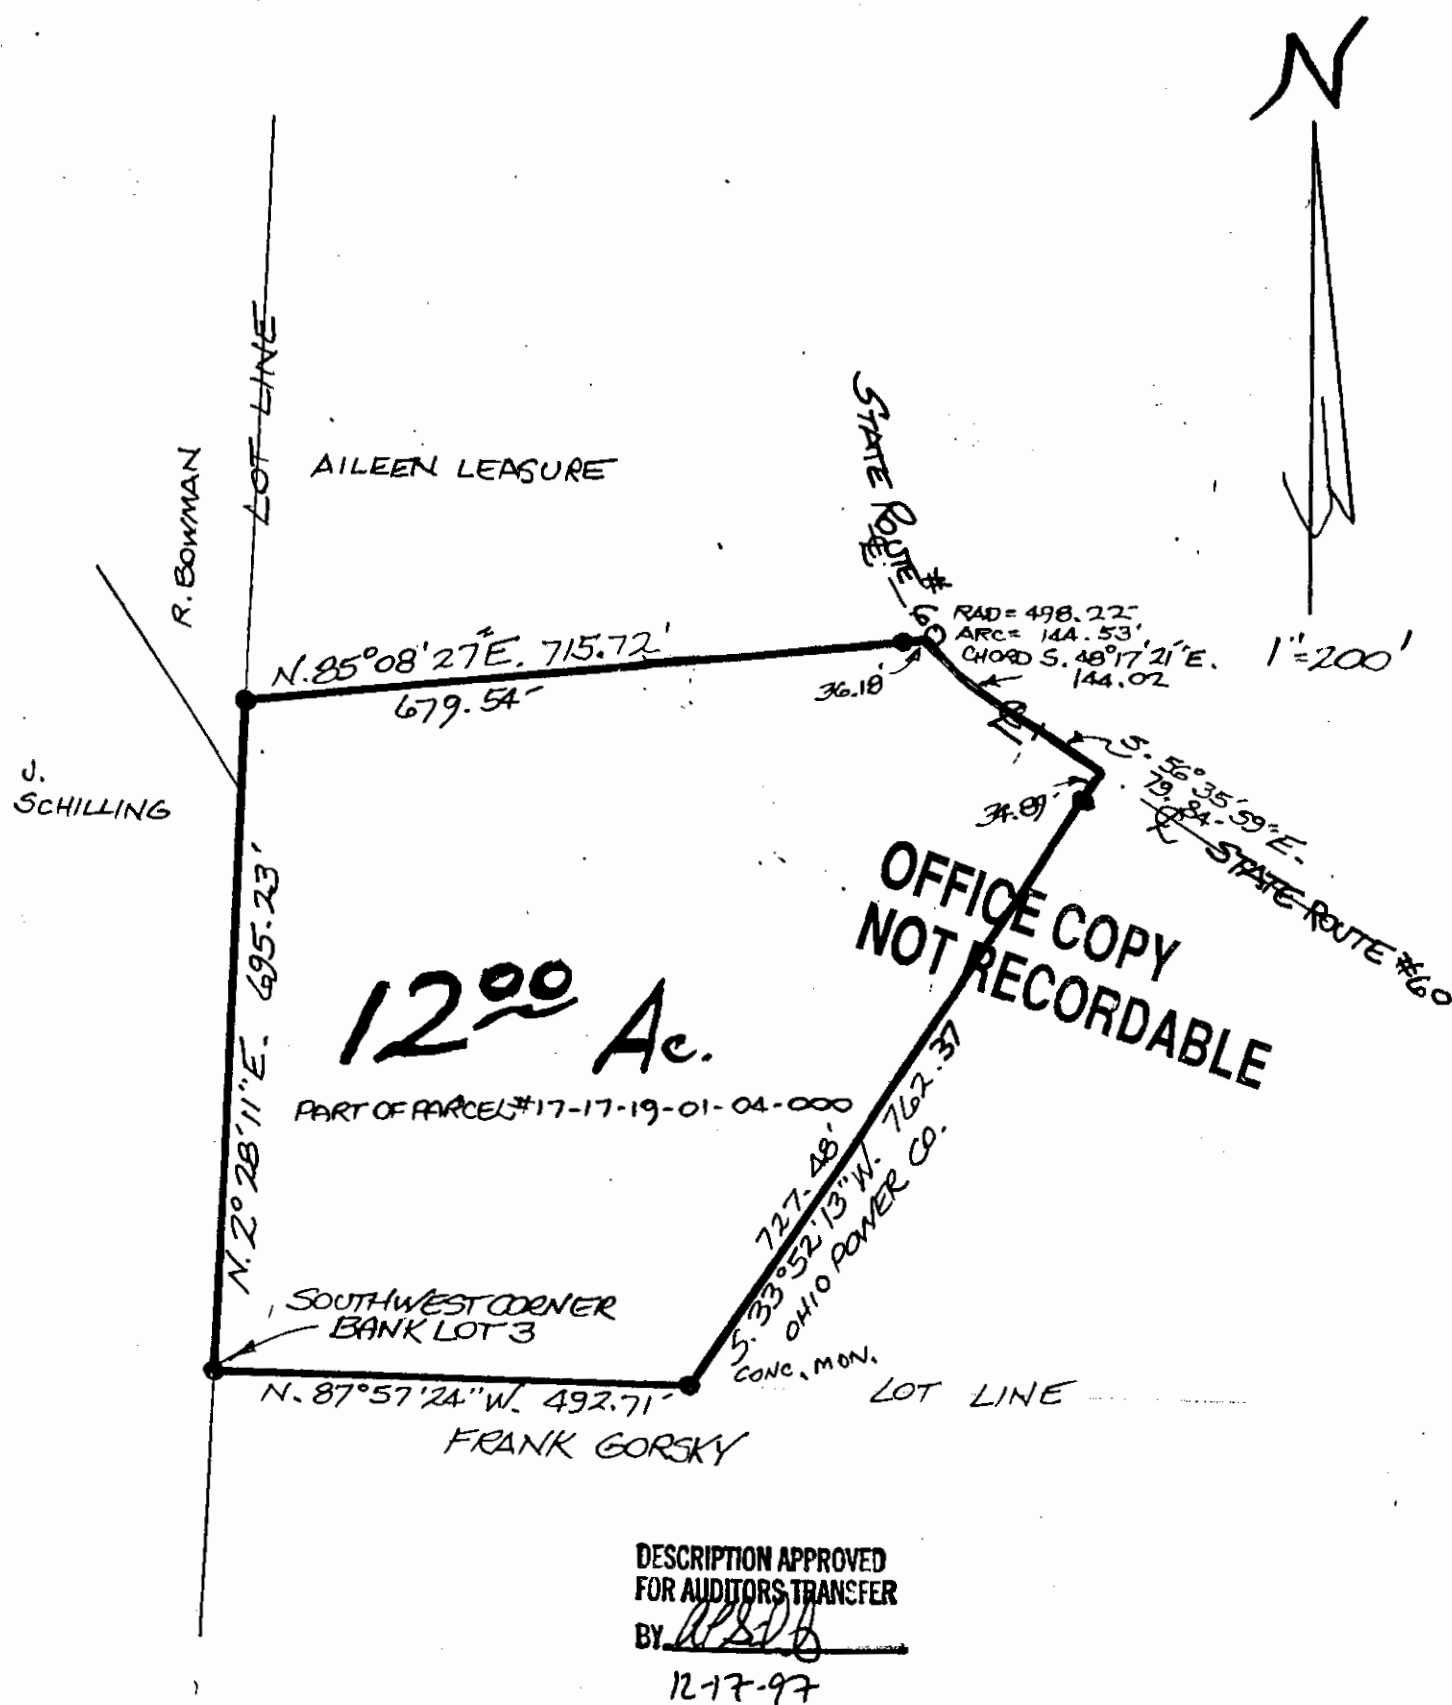 N
1"=200'
LOT LINE
R. BOWMAN
AILEEN LEASURE
STATE ROUTE #
60
RAD= 498.22'
ARC= 144.53'
CHORD S. 48°17'21"E.
144.02
N. 85°08'27"E. 715.72'
679.54'
36.18'
J.
SCHILLING
S. 56°35'59"E.
79.84'
34.89'
STATE ROUTE #60
OFFICE COPY
NOT RECORDABLE
N. 2°28'11"E. 695.23'
12.00 Ac.
PART OF PARCEL #17-17-19-01-04-000
727.48'
S. 33°52'13"W. 762.37
OHIO POWER CO.
SOUTHWEST CORNER
BANK LOT 3
CONC. MON.
N. 87°57'24"W. 492.71'
LOT LINE
FRANK GORSKY
DESCRIPTION APPROVED
FOR AUDITORS TRANSFER
BY
12-17-97